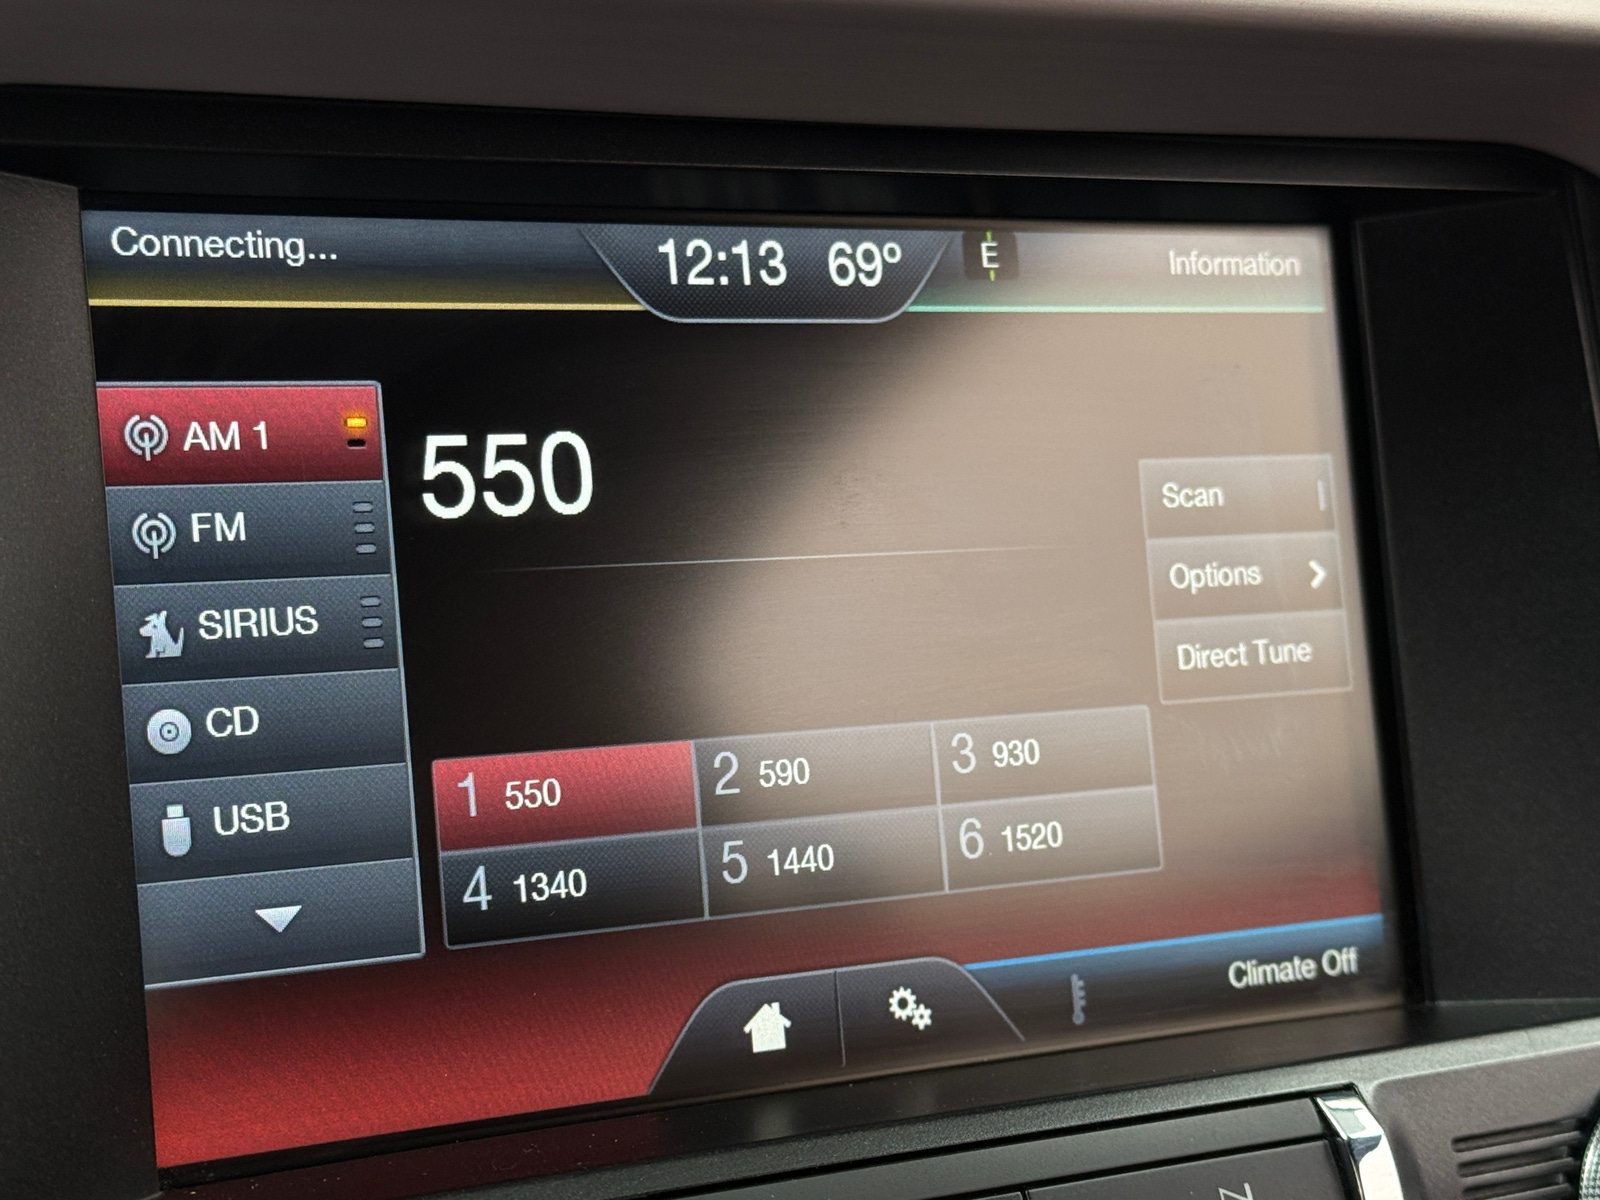 Connecting...
12:13 69°
E
Information
AM 1
FM
SIRIUS
CD
USB
550
Scan
Options
Direct Tune
1 550
2 590
3 930
4 1340
5 1440
6 1520
Climate Off